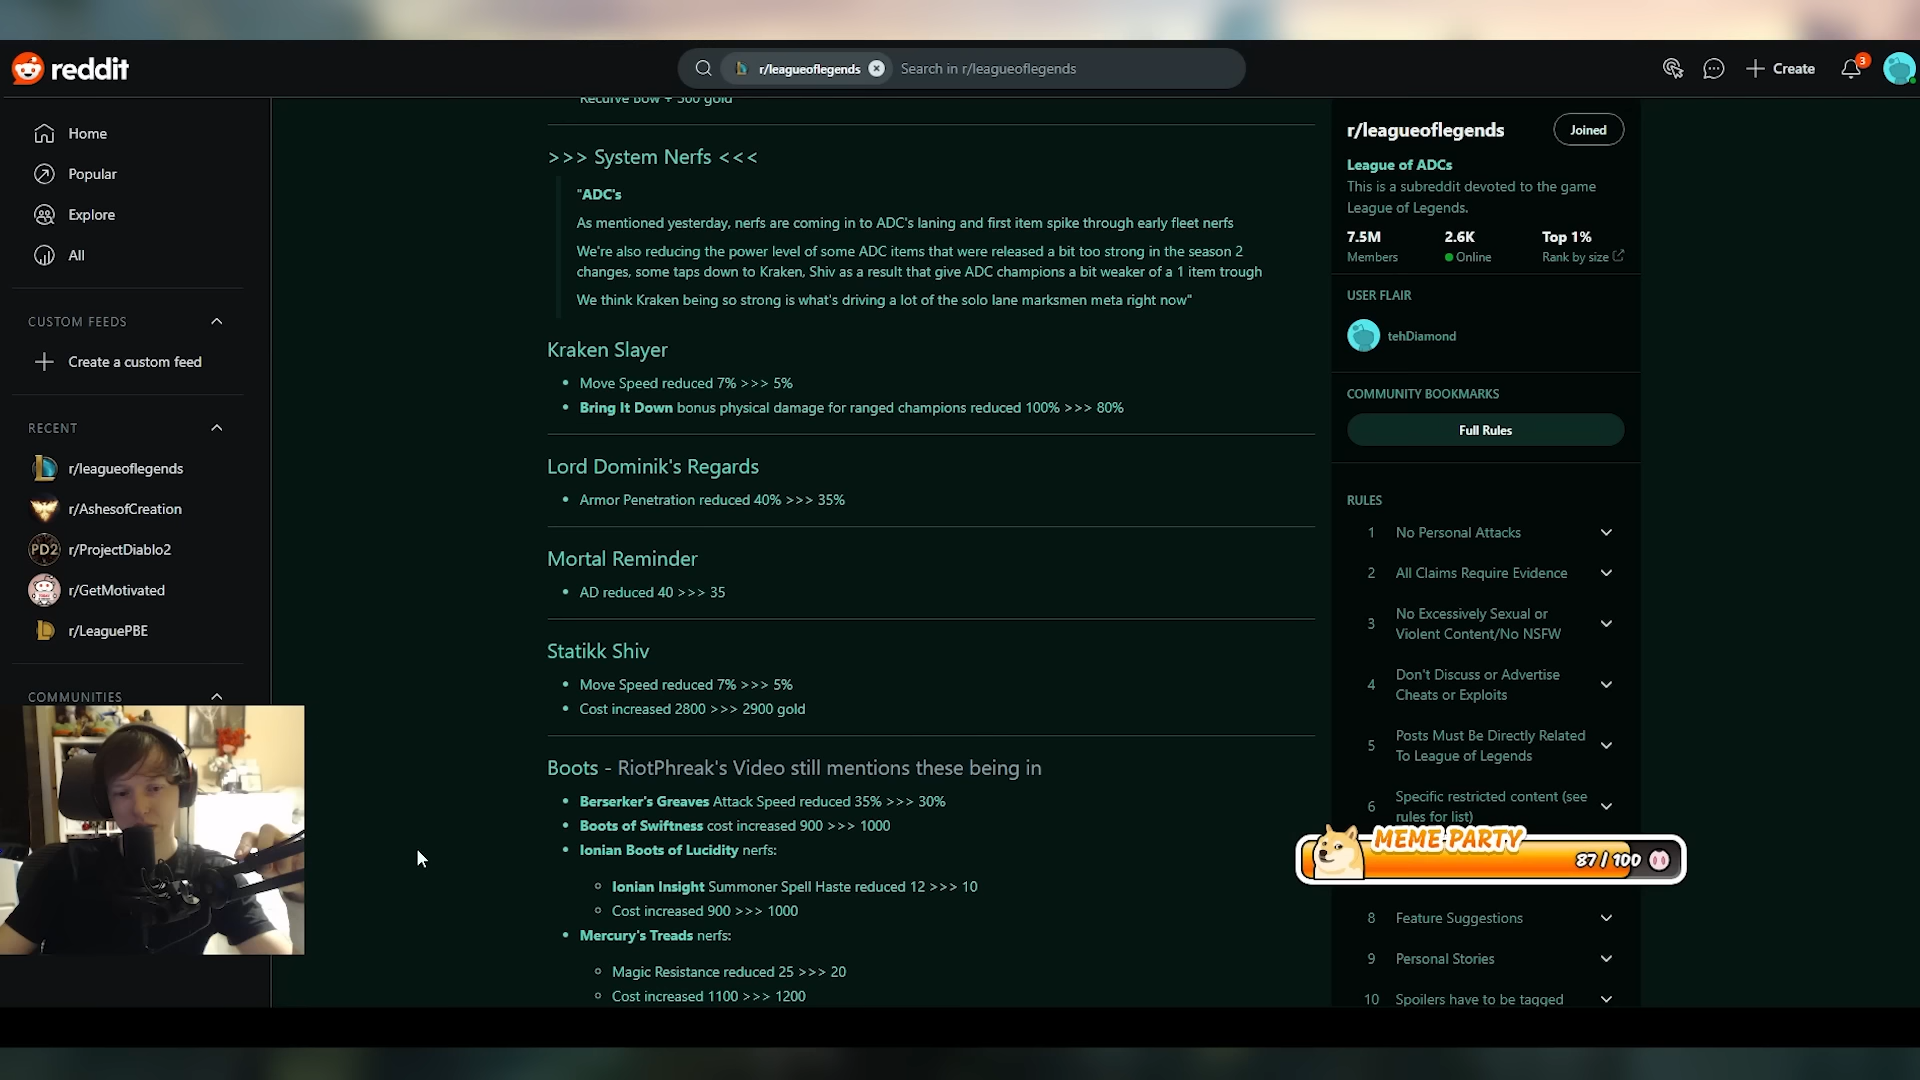 reddit
r/leagueoflegends
Search in r/leagueoflegends
Create
3
Home
Popular
Explore
All
CUSTOM FEEDS
Create a custom feed
RECENT
r/leagueoflegends
r/AshesofCreation
PD2
r/ProjectDiablo2
r/GetMotivated
r/LeaguePBE
COMMUNITIES
Recurve Bow + 500 gold
>>> System Nerfs <<<
"ADC's
As mentioned yesterday, nerfs are coming in to ADC's laning and first item spike through early fleet nerfs
We're also reducing the power level of some ADC items that were released a bit too strong in the season 2
changes, some taps down to Kraken, Shiv as a result that give ADC champions a bit weaker of a 1 item trough
We think Kraken being so strong is what's driving a lot of the solo lane marksmen meta right now"
Kraken Slayer
• Move Speed reduced 7% >>> 5%
• Bring It Down bonus physical damage for ranged champions reduced 100% >>> 80%
Lord Dominik's Regards
• Armor Penetration reduced 40% >>> 35%
Mortal Reminder
• AD reduced 40 >>> 35
Statikk Shiv
• Move Speed reduced 7% >>> 5%
• Cost increased 2800 >>> 2900 gold
Boots - RiotPhreak's Video still mentions these being in
• Berserker's Greaves Attack Speed reduced 35% >>> 30%
• Boots of Swiftness cost increased 900 >>> 1000
• Ionian Boots of Lucidity nerfs:
Ionian Insight Summoner Spell Haste reduced 12 >>> 10
Cost increased 900 >>> 1000
• Mercury's Treads nerfs:
Magic Resistance reduced 25 >>> 20
Cost increased 1100 >>> 1200
r/leagueoflegends
Joined
League of ADCs
This is a subreddit devoted to the game
League of Legends.
7.5M 2.6K Top 1%
Members Online Rank by size
USER FLAIR
tehDiamond
COMMUNITY BOOKMARKS
Full Rules
RULES
1 No Personal Attacks
2 All Claims Require Evidence
3 No Excessively Sexual or
Violent Content/No NSFW
4 Don't Discuss or Advertise
Cheats or Exploits
5 Posts Must Be Directly Related
To League of Legends
6 Specific restricted content (see
rules for list)
MEME PARTY
87 / 100
8 Feature Suggestions
9 Personal Stories
10 Spoilers have to be tagged